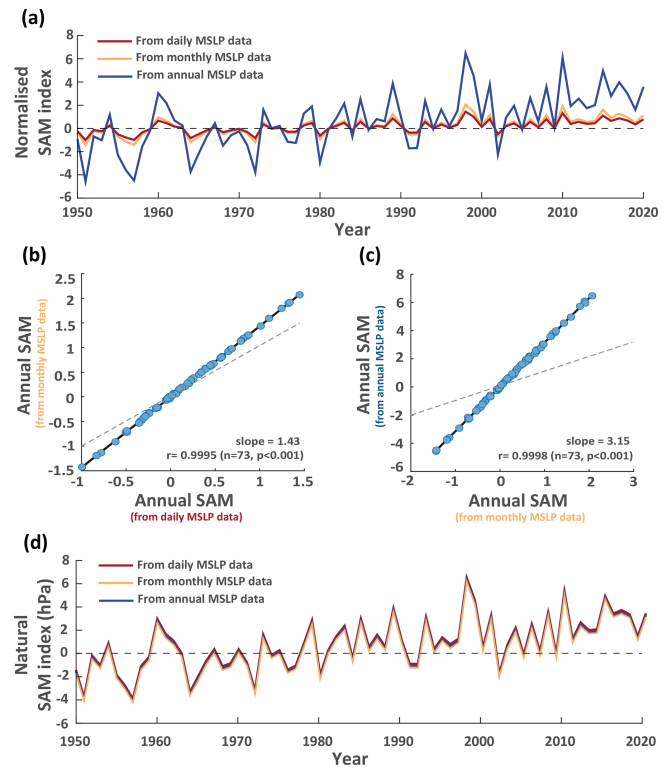 (a)
8
6
4
2
0
-2
-4
-6
Normalised
SAM index
From daily MSLP data
From monthly MSLP data
From annual MSLP data
1950 1960 1970 1980 1990 2000 2010 2020
Year
(b)
2.5
2
1.5
1
0.5
0
-0.5
-1
-1.5
Annual SAM
(from monthly MSLP data)
slope = 1.43
r= 0.9995 (n=73, p<0.001)
-1 -0.5 0 0.5 1 1.5
Annual SAM
(from daily MSLP data)
(c)
8
6
4
2
0
-2
-4
-6
Annual SAM
(from annual MSLP data)
slope = 3.15
r= 0.9998 (n=73, p<0.001)
-2 -1 0 1 2 3
Annual SAM
(from monthly MSLP data)
(d)
8
6
4
2
0
-2
-4
-6
Natural
SAM index (hPa)
From daily MSLP data
From monthly MSLP data
From annual MSLP data
1950 1960 1970 1980 1990 2000 2010 2020
Year